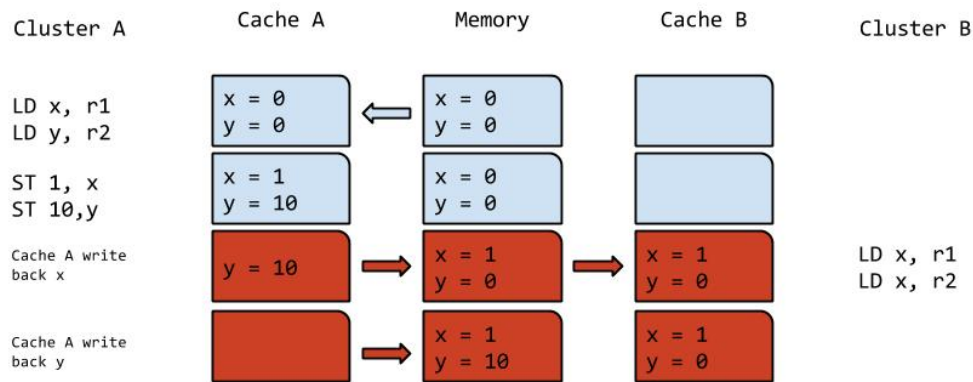 Cluster A Cache A Memory Cache B Cluster B
LD x, r1
LD y, r2
x = 0
y = 0
x = 0
y = 0
ST 1, x
ST 10,y
x = 1
y = 10
x = 0
y = 0
Cache A write
back x
y = 10
x = 1
y = 0
x = 1
y = 0
LD x, r1
LD x, r2
Cache A write
back y
x = 1
y = 10
x = 1
y = 0